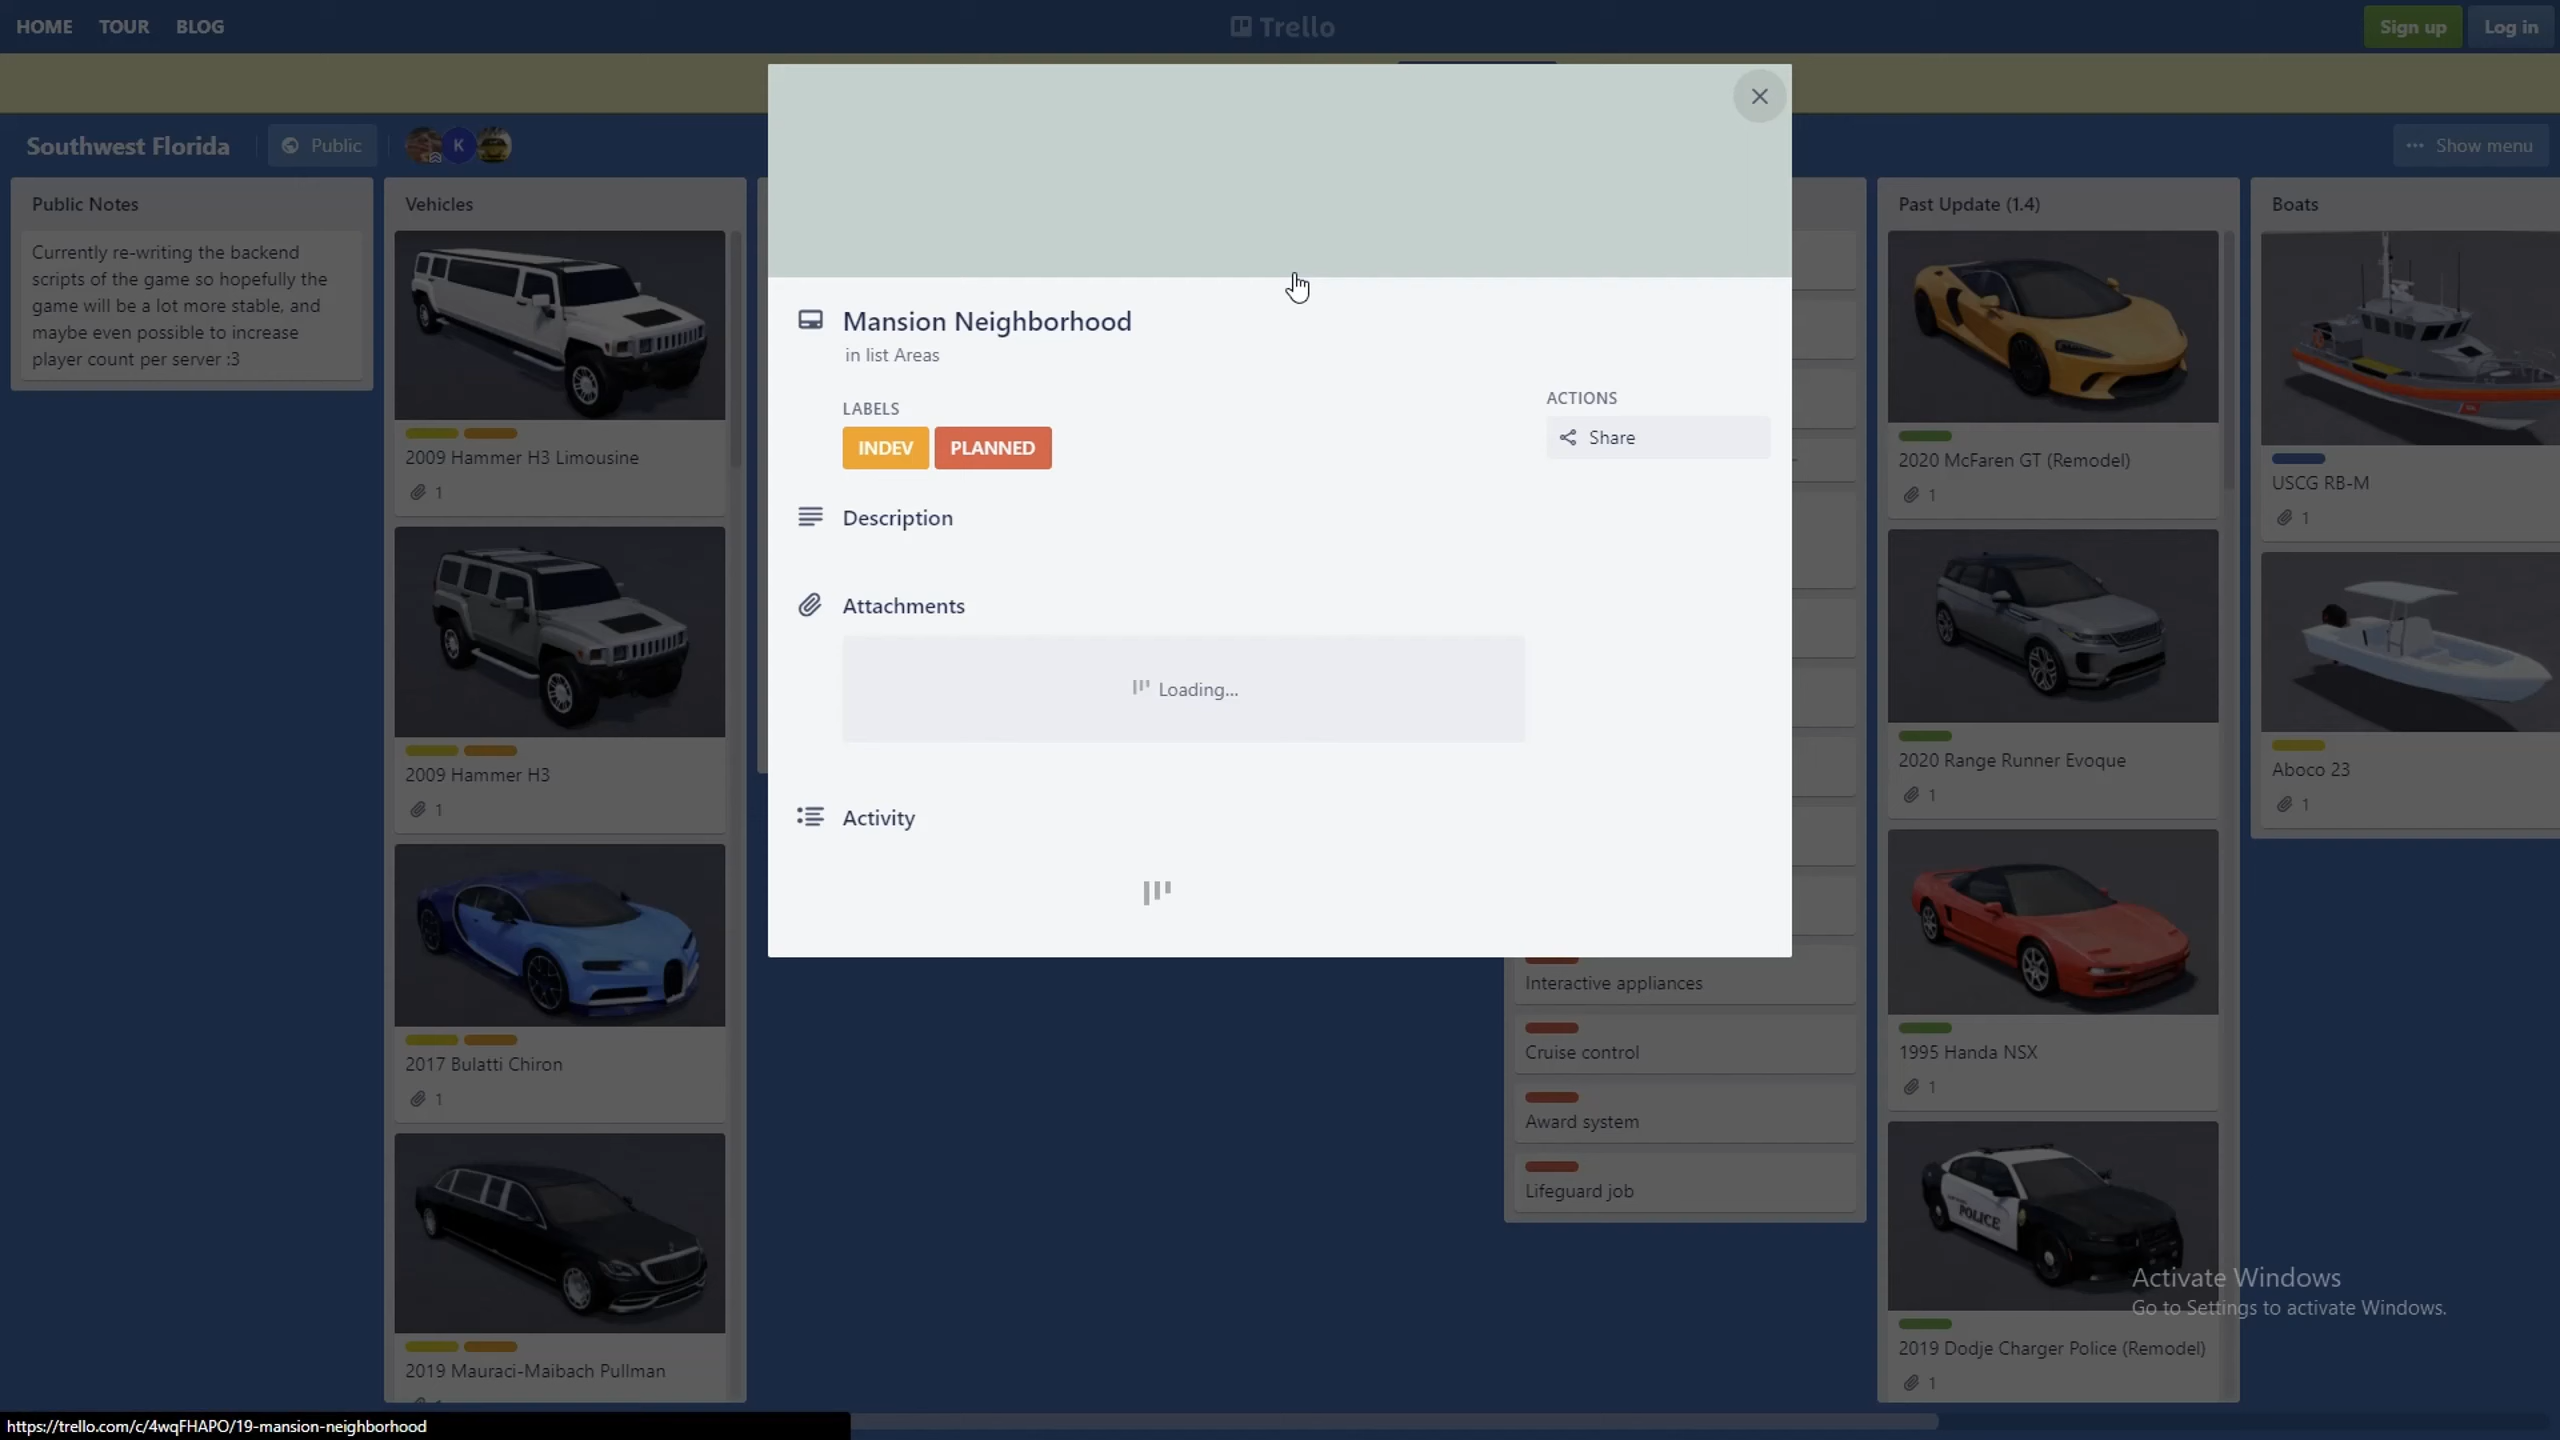 HOME TOUR BLOG
Trello
Sign up
Log in
Southwest Florida
Public
K
Show menu
Public Notes
Currently re-writing the backend
scripts of the game so hopefully the
game will be a lot more stable, and
maybe even possible to increase
player count per server :3
Vehicles
2009 Hammer H3 Limousine
1
2009 Hammer H3
1
2017 Bulatti Chiron
1
2019 Mauraci-Maibach Pullman
Mansion Neighborhood
in list Areas
LABELS
INDEV PLANNED
ACTIONS
Share
Description
Attachments
Loading...
Activity
Interactive appliances
Cruise control
Award system
Lifeguard job
Past Update (1.4)
2020 McFaren GT (Remodel)
1
2020 Range Runner Evoque
1
1995 Handa NSX
1
POLICE
2019 Dodje Charger Police (Remodel)
1
Boats
USCG RB-M
1
Aboco 23
1
Activate Windows
Go to Settings to activate Windows.
https://trello.com/c/4wqFHAPO/19-mansion-neighborhood